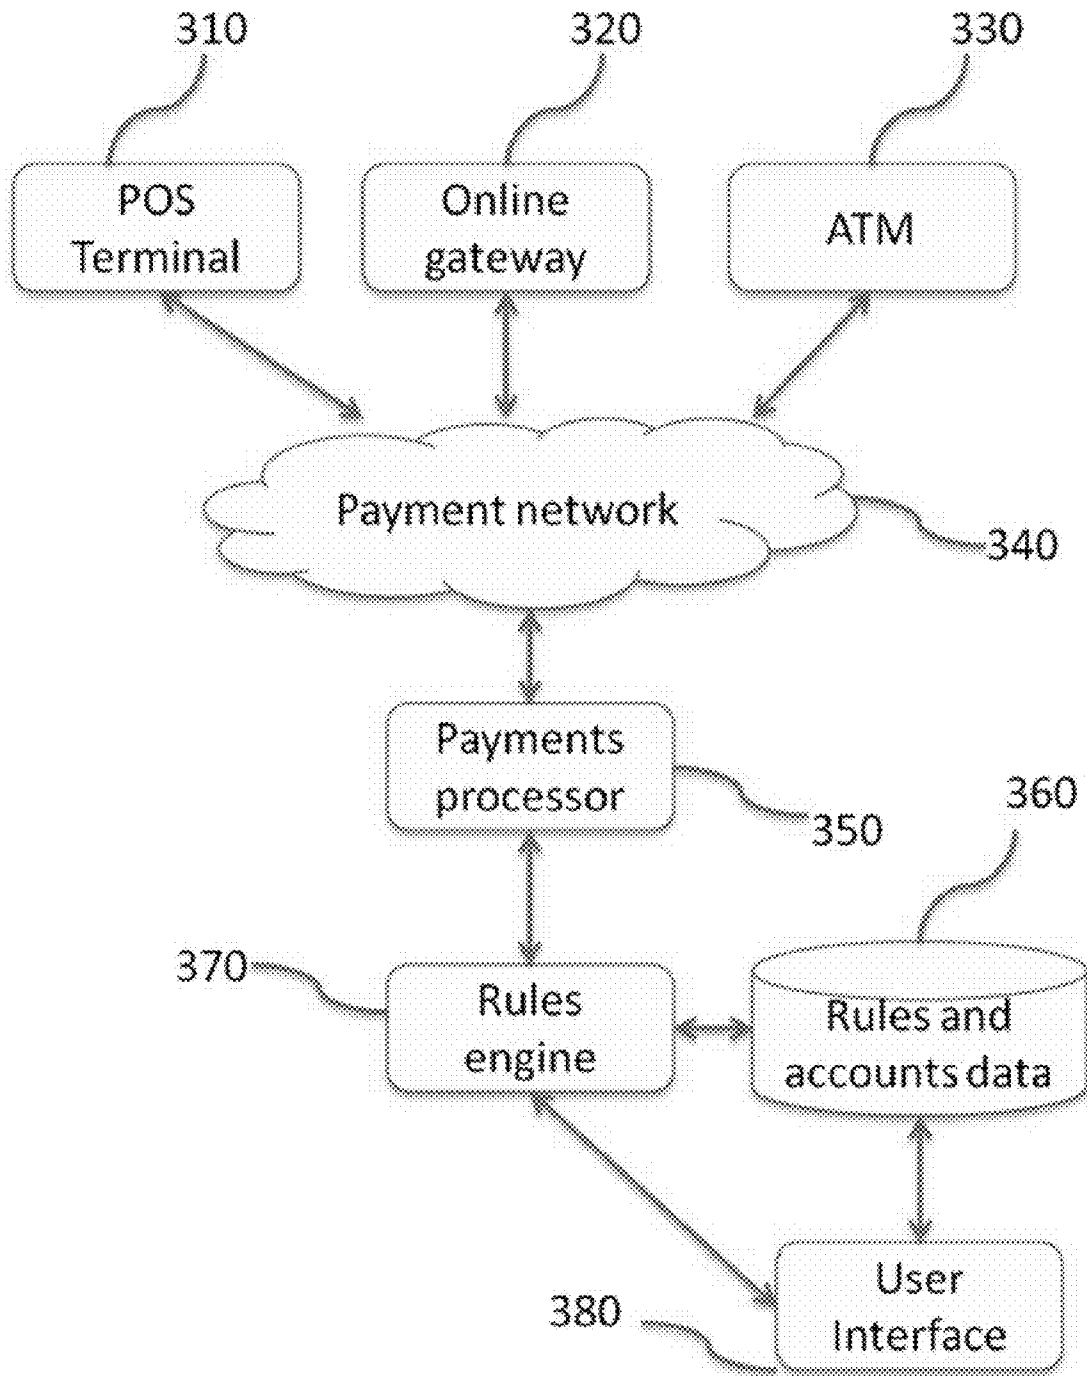 310
320
330
POS
Terminal
Online
gateway
ATM
Payment network
340
Payments
processor
350
360
370
Rules
engine
Rules and
accounts data
User
Interface
380